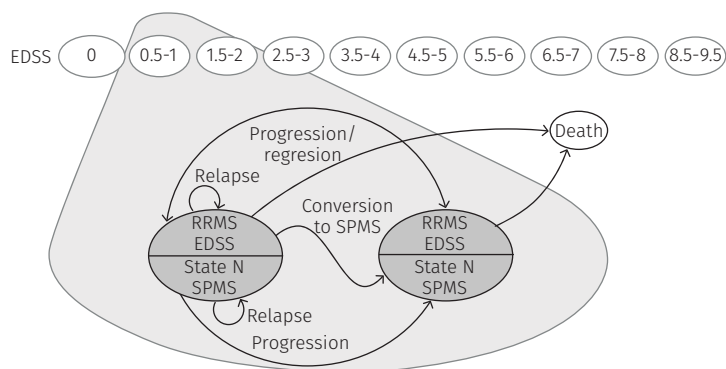 EDSS 0 0.5-1 1.5-2 2.5-3 3.5-4 4.5-5 5.5-6 6.5-7 7.5-8 8.5-9.5
Death
Progression/
regresion
Relapse
Conversion
to SPMS
RRMS
EDSS
State N
SPMS
RRMS
EDSS
State N
SPMS
Relapse
Progression